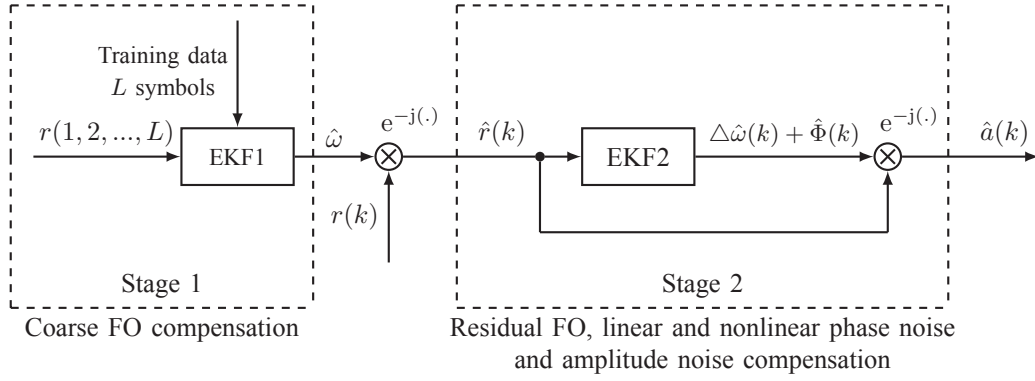 Training data
L symbols
r(1, 2, ..., L)
EKF1
ω̂
e^{−j(.)}
r(k)
r̂(k)
EKF2
△ω̂(k) + Φ̂(k)
e^{−j(.)}
â(k)
Stage 1
Stage 2
Coarse FO compensation
Residual FO, linear and nonlinear phase noise
and amplitude noise compensation